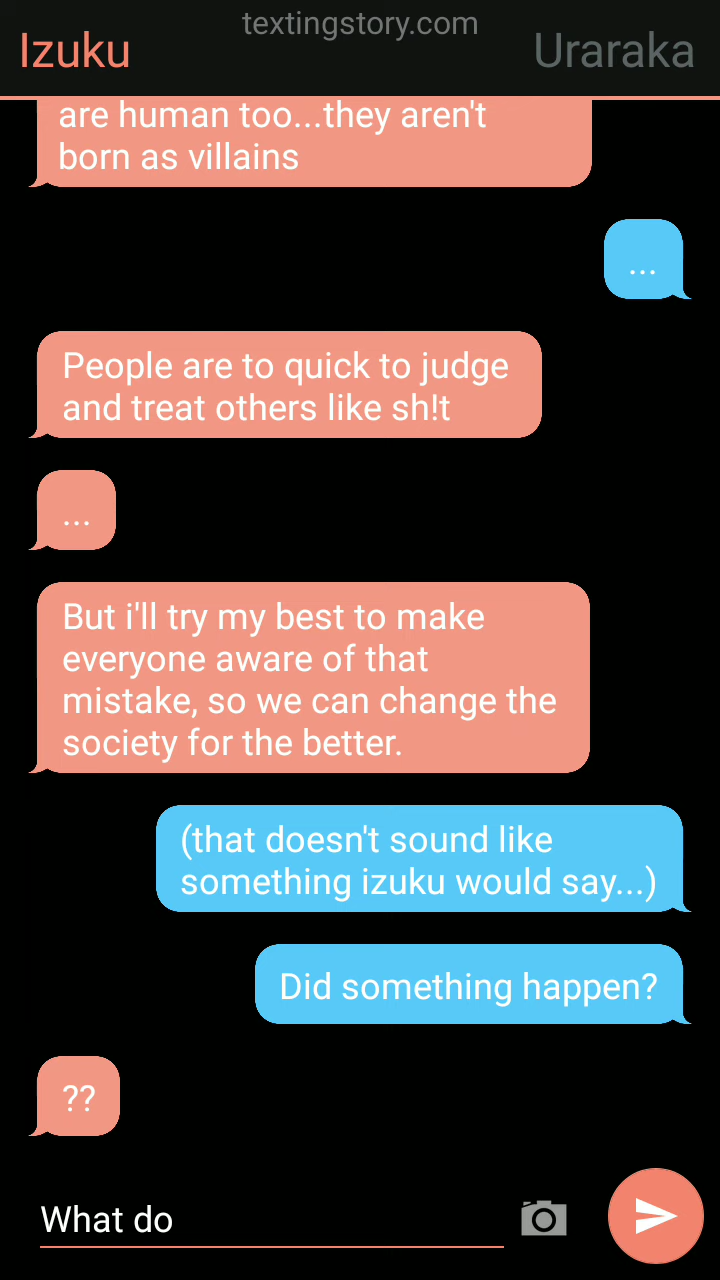 textingstory.com
Izuku
Uraraka
are human too...they aren't
born as villains
...
People are to quick to judge
and treat others like sh!t
...
But i'll try my best to make
everyone aware of that
mistake, so we can change the
society for the better.
(that doesn't sound like
something izuku would say...)
Did something happen?
??
What do